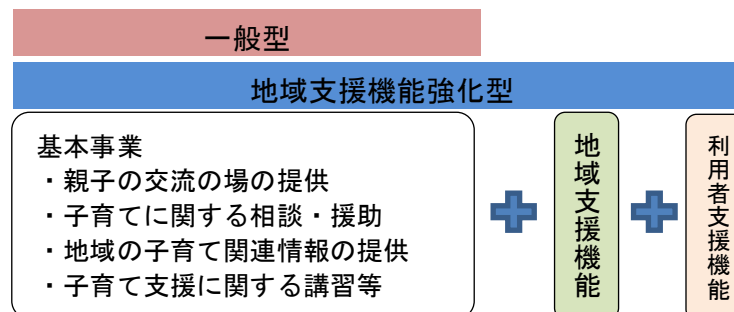 一般型
地域支援機能強化型
基本事業
・親子の交流の場の提供
・子育てに関する相談・援助
・地域の子育て関連情報の提供
・子育て支援に関する講習等
地域支援機能
利用者支援機能